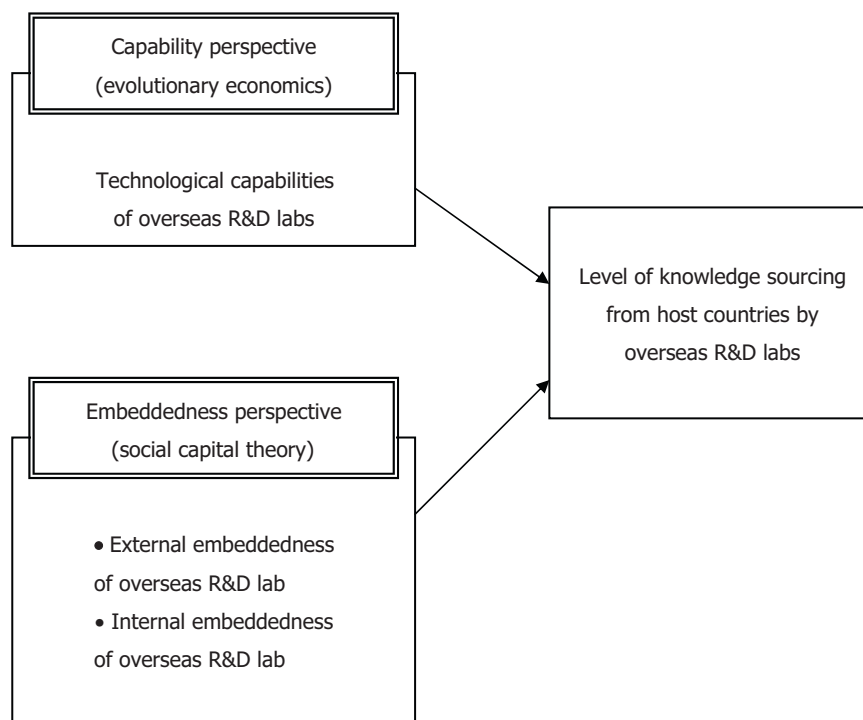 Capability perspective
(evolutionary economics)
Technological capabilities
of overseas R&D labs
Level of knowledge sourcing
from host countries by
overseas R&D labs
Embeddedness perspective
(social capital theory)
• External embeddedness
of overseas R&D lab
• Internal embeddedness
of overseas R&D lab